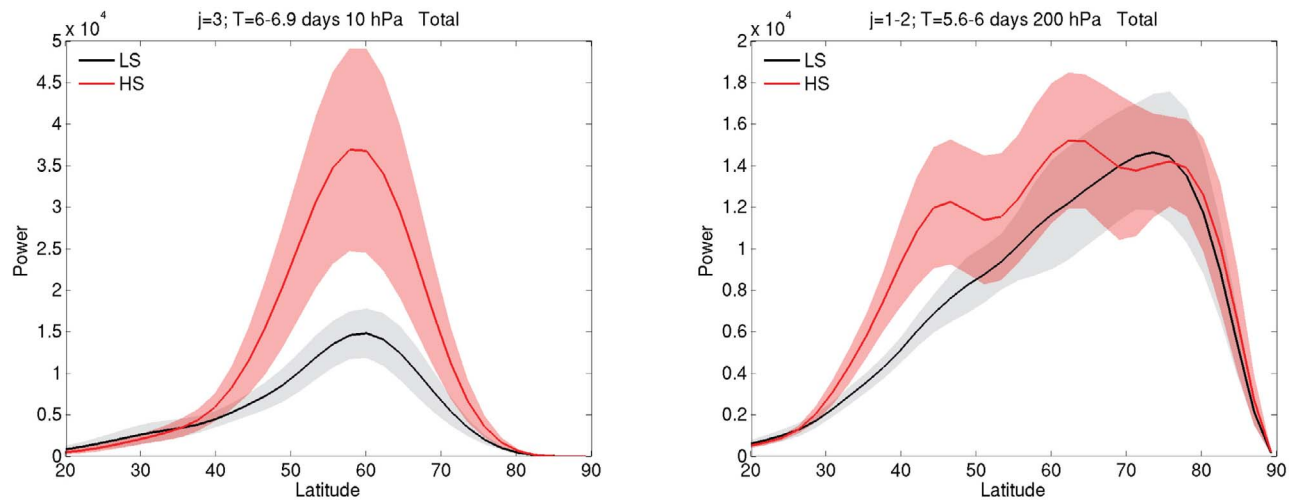 j=3; T=6-6.9 days 10 hPa Total
x 10^4
5
4.5
4
3.5
3
2.5
2
1.5
1
0.5
0
Power
LS
HS
20 30 40 50 60 70 80 90
Latitude
j=1-2; T=5.6-6 days 200 hPa Total
x 10^4
2
1.8
1.6
1.4
1.2
1
0.8
0.6
0.4
0.2
0
Power
LS
HS
20 30 40 50 60 70 80 90
Latitude